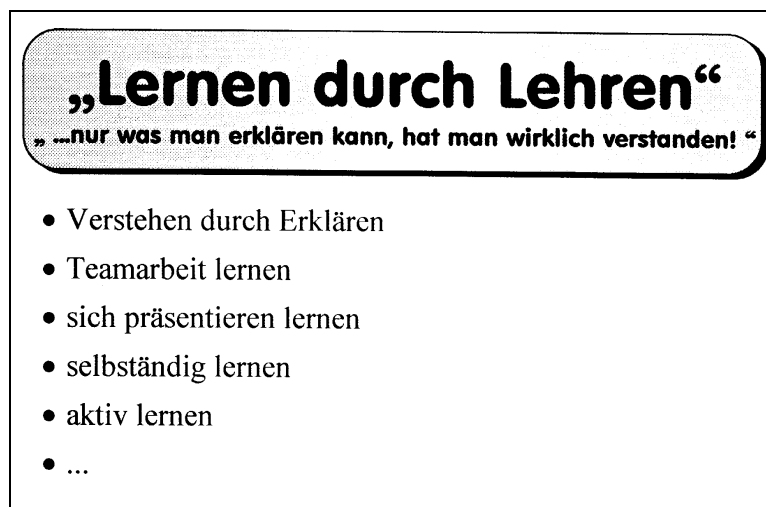 „Lernen durch Lehren“
„ ...nur was man erklären kann, hat man wirklich verstanden! “
• Verstehen durch Erklären
• Teamarbeit lernen
• sich präsentieren lernen
• selbständig lernen
• aktiv lernen
• ...